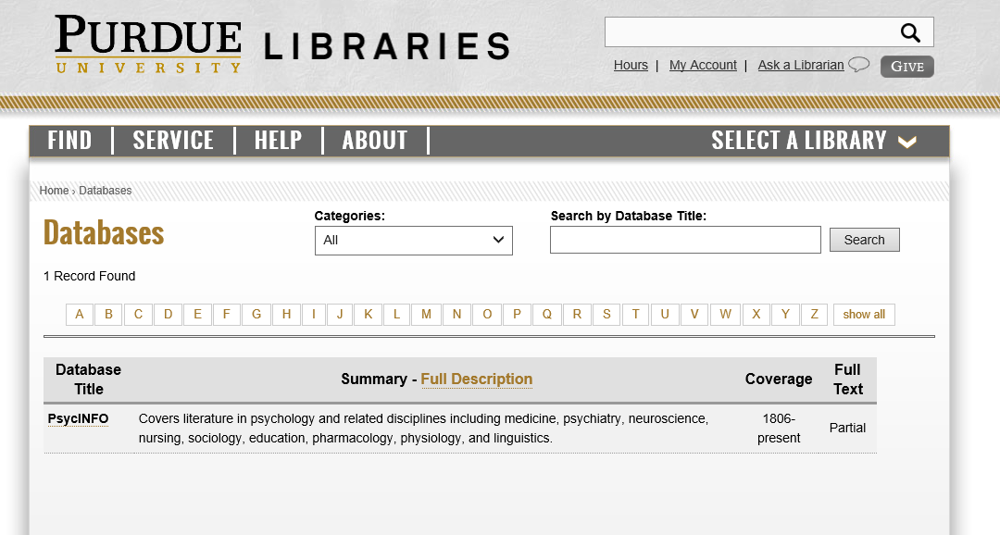 PURDUE
UNIVERSITY
LIBRARIES
Hours | My Account | Ask a Librarian
GIVE
FIND SERVICE HELP ABOUT SELECT A LIBRARY
Home › Databases
Databases
Categories:
All
Search by Database Title:
Search
1 Record Found
A B C D E F G H I J K L M N O P Q R S T U V W X Y Z show all
Database Title
Summary - Full Description
Coverage
Full Text
PsycINFO
Covers literature in psychology and related disciplines including medicine, psychiatry, neuroscience,
nursing, sociology, education, pharmacology, physiology, and linguistics.
1806-
present
Partial